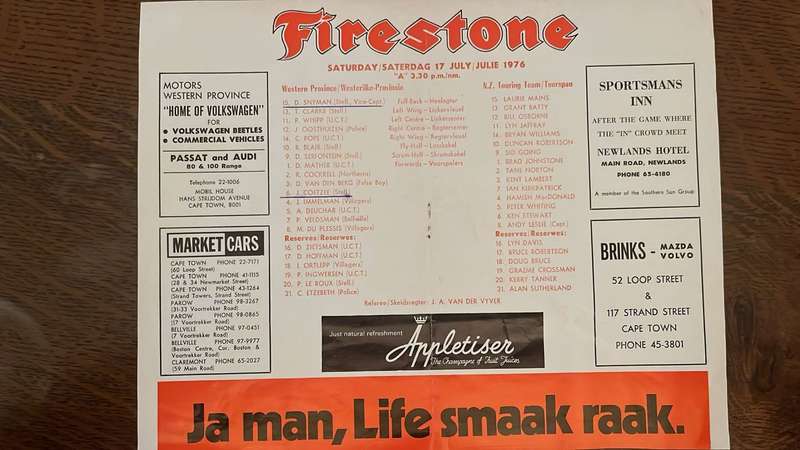 Firestone
SATURDAY/SATERDAG 17 JULY/JULIE 1976
"A" 3.30 p.m./nm.
MOTORS
WESTERN PROVINCE
"HOME OF VOLKSWAGEN"
FOR
• VOLKSWAGEN BEETLES
• COMMERCIAL VEHICLES
PASSAT and AUDI
80 & 100 Range
Telephone 22-1006
MOBIL HOUSE
HANS STRIJDOM AVENUE
CAPE TOWN, 8001
MARKET CARS
CAPE TOWN PHONE 22-7171
(60 Loop Street)
CAPE TOWN PHONE 41-1115
(28 & 34 Newmarket Street)
CAPE TOWN PHONE 43-1264
(Strand Towers, Strand Street)
PAROW PHONE 98-3267
(31-33 Voortrekker Road)
PAROW PHONE 98-0865
(17 Voortrekker Road)
BELLVILLE PHONE 97-0431
(7 Voortrekker Road)
BELLVILLE PHONE 97-9977
(Boston Centre, Cor. Boston &
Voortrekker Road)
CLAREMONT PHONE 65-2027
(59 Main Road)
Western Province/Westelike-Provinsie
15. D. SNYMAN (Stell., Vice-Capt.) Full-Back — Heelagter
13. T. CLARKE (Stell.) Left Wing — Linkervleuel
11. P. WHIPP (U.C.T.) Left Centre — Linkersenter
12. J. OOSTHUIZEN (Police) Right Centre — Regtersenter
14. C. POPE (U.C.T.) Right Wing — Regtervleuel
10. R. BLAIR (Stell.) Fly-Half — Losskakel
9. D. SERFONTEIN (Stell.) Scrum-Half — Skrumskakel
1. D. MATHER (U.C.T.) Forwards — Voorspelers
2. R. COCKRELL (Northerns)
3. D. VAN DEN BERG (False Bay)
6. J. COETZEE (Stell.)
4. J. IMMELMAN (Villagers)
5. A. DEUCHAR (U.C.T.)
7. P. VELDSMAN (Bellville)
8. M. DU PLESSIS (Villagers)
Reserves/Reserwes:
16. D. ZIETSMAN (U.C.T.)
17. D. HOFFMAN (U.C.T.)
18. I. ORTLEPP (Villagers)
19. P. INGWERSEN (U.C.T.)
20. P. LE ROUX (Stell.)
21. C. ETZEBETH (Police)
N.Z. Touring Team/Toerspan
15 LAURIE MAINS
13 GRANT BATTY
12 BILL OSBORNE
11 LYN JAFFRAY
14 BRYAN WILLIAMS
10 DUNCAN ROBERTSON
9 SID GOING
1 BRAD JOHNSTONE
2 TANE NORTON
3 KENT LAMBERT
7 IAN KIRKPATRICK
4 HAMISH MacDONALD
5 PETER WHITING
6 KEN STEWART
8 ANDY LESLIE (Capt.)
Reserves/Reserwes:
16 LYN DAVIS
17 BRUCE ROBERTSON
18 DOUG BRUCE
19 GRAEME CROSSMAN
20 KERRY TANNER
21 ALAN SUTHERLAND
Referee/Skeidsregter: J. A. VAN DER VYVER
SPORTSMANS
INN
AFTER THE GAME WHERE
THE "IN" CROWD MEET
NEWLANDS HOTEL
MAIN ROAD, NEWLANDS
PHONE 65-4180
A member of the Southern Sun Group
BRINKS - MAZDA
VOLVO
52 LOOP STREET
&
117 STRAND STREET
CAPE TOWN
PHONE 45-3801
Just natural refreshment
Appletiser
The Champagne of Fruit Juices
Ja man, Life smaak raak.